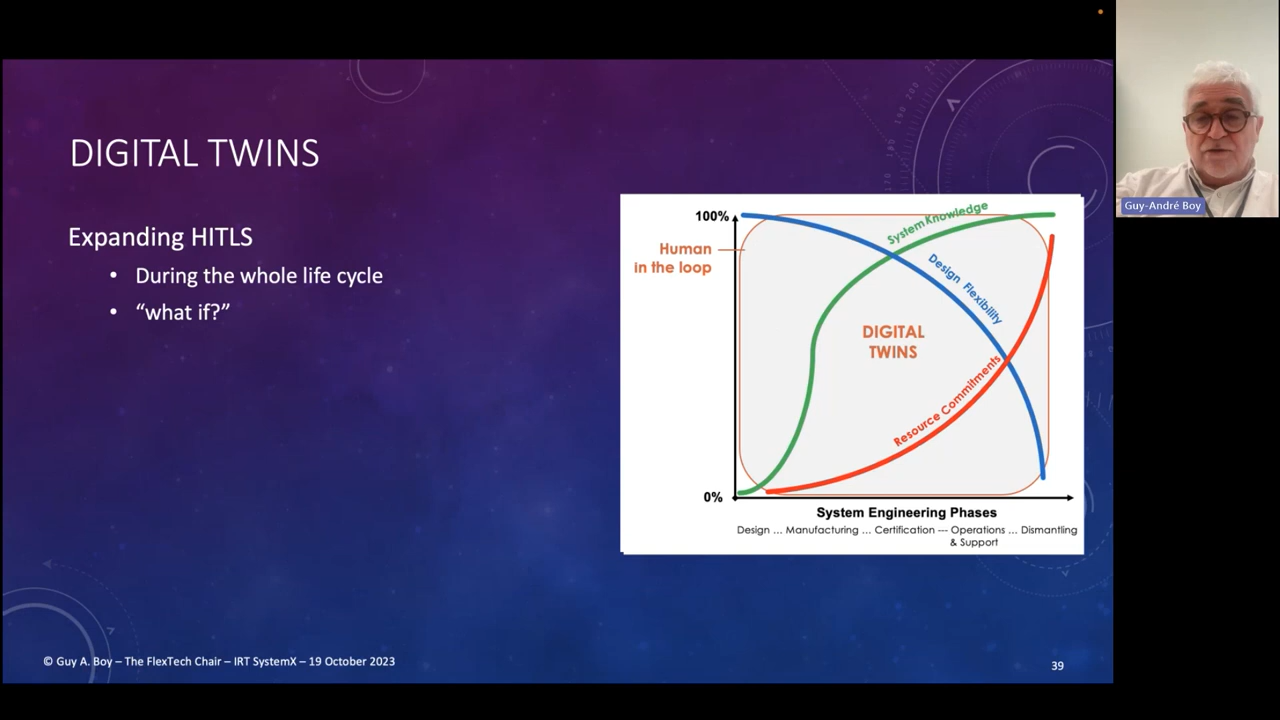 DIGITAL TWINS
Expanding HITLS
• During the whole life cycle
• “what if?”
100%
Human
in the loop
System Knowledge
Design Flexibility
DIGITAL
TWINS
Resource Commitments
0%
System Engineering Phases
Design ... Manufacturing ... Certification --- Operations ... Dismantling
& Support
© Guy A. Boy – The FlexTech Chair – IRT SystemX – 19 October 2023
39
Guy-André Boy